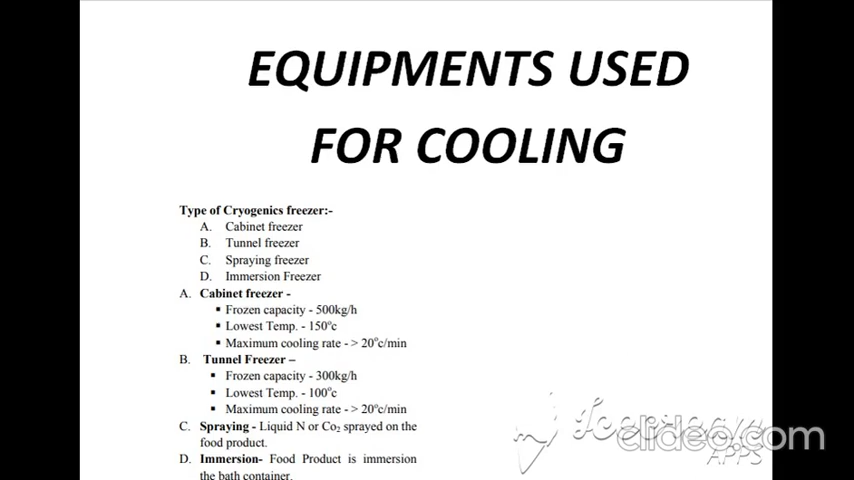 EQUIPMENTS USED
FOR COOLING
Type of Cryogenics freezer:-
A. Cabinet freezer
B. Tunnel freezer
C. Spraying freezer
D. Immersion Freezer
A. Cabinet freezer -
▪ Frozen capacity - 500kg/h
▪ Lowest Temp. - 150°c
▪ Maximum cooling rate - > 20°c/min
B. Tunnel Freezer –
▪ Frozen capacity - 300kg/h
▪ Lowest Temp. - 100°c
▪ Maximum cooling rate - > 20°c/min
C. Spraying - Liquid N or Co₂ sprayed on the
food product.
D. Immersion- Food Product is immersion
the bath container.
clideo.com
APPS